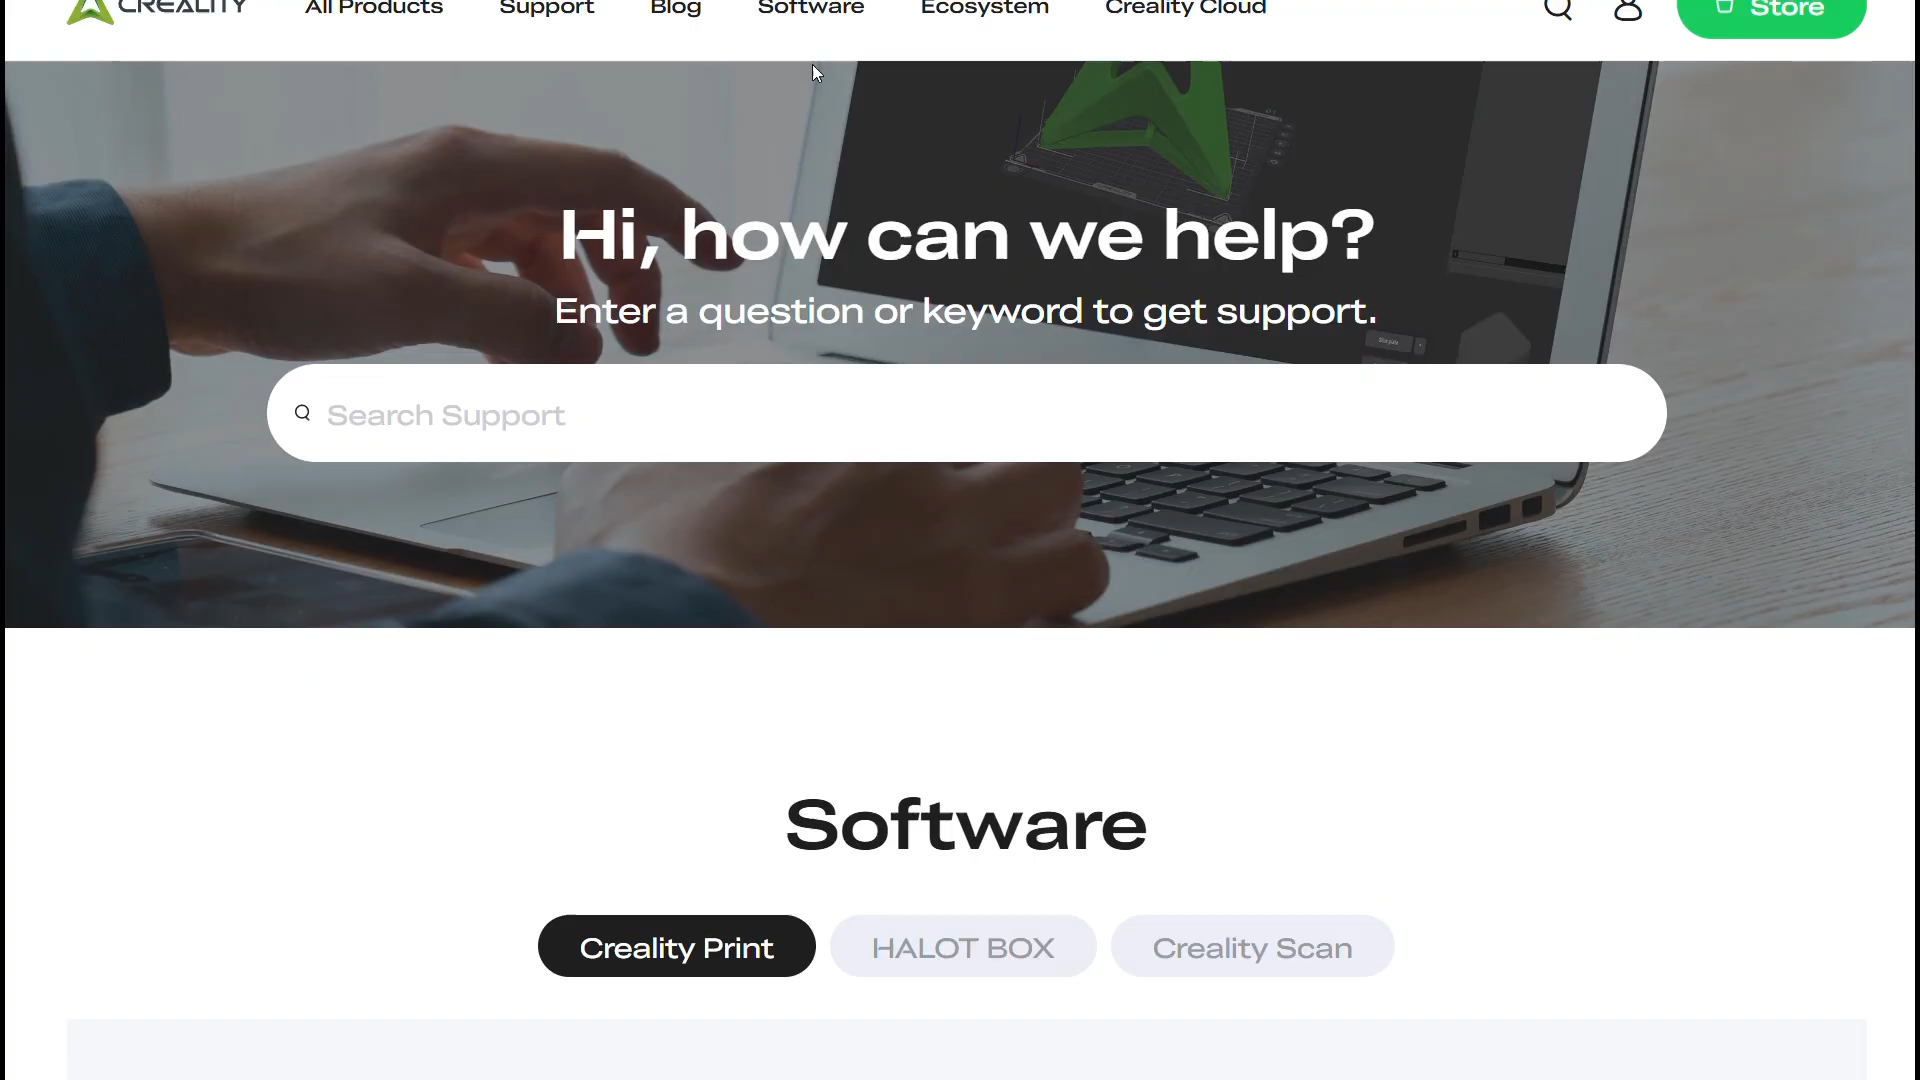 CREALITY All Products Support Blog Software Ecosystem Creality Cloud Store
Hi, how can we help?
Enter a question or keyword to get support.
Search Support
Software
Creality Print HALOT BOX Creality Scan